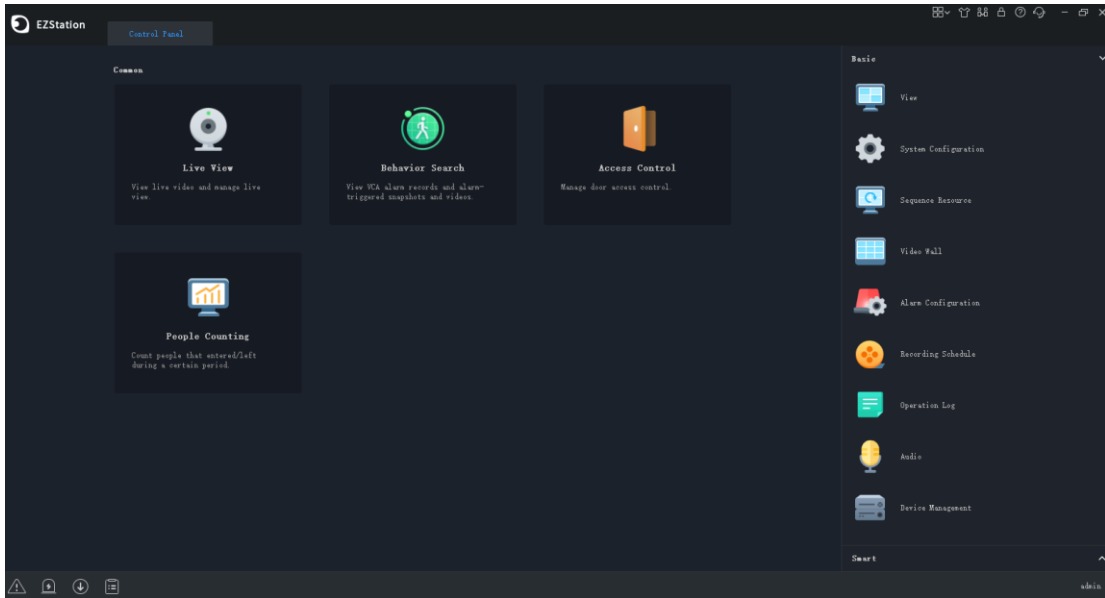 EZStation
Control Panel
Common
Live View
View live video and manage live
view.
Behavior Search
View VCA alarm records and alarm-
triggered snapshots and videos.
Access Control
Manage door access control.
People Counting
Count people that entered/left
during a certain period.
Basic
View
System Configuration
Sequence Resource
Video Wall
Alarm Configuration
Recording Schedule
Operation Log
Audio
Device Management
Smart
admin